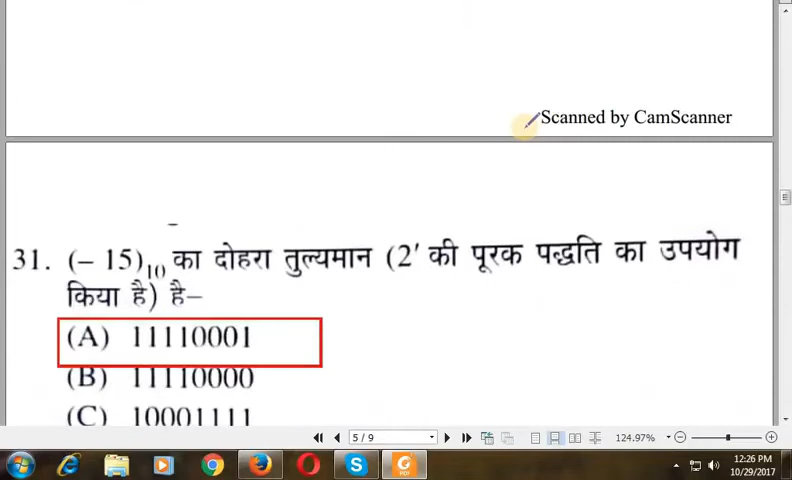 Scanned by CamScanner
31. (– 15)10 का दोहरा तुल्यमान (2' की पूरक पद्धति का उपयोग
किया है) है–
(A) 11110001
(B) 11110000
(C) 10001111
5 / 9
124.97%
PDF
12:26 PM
10/29/2017